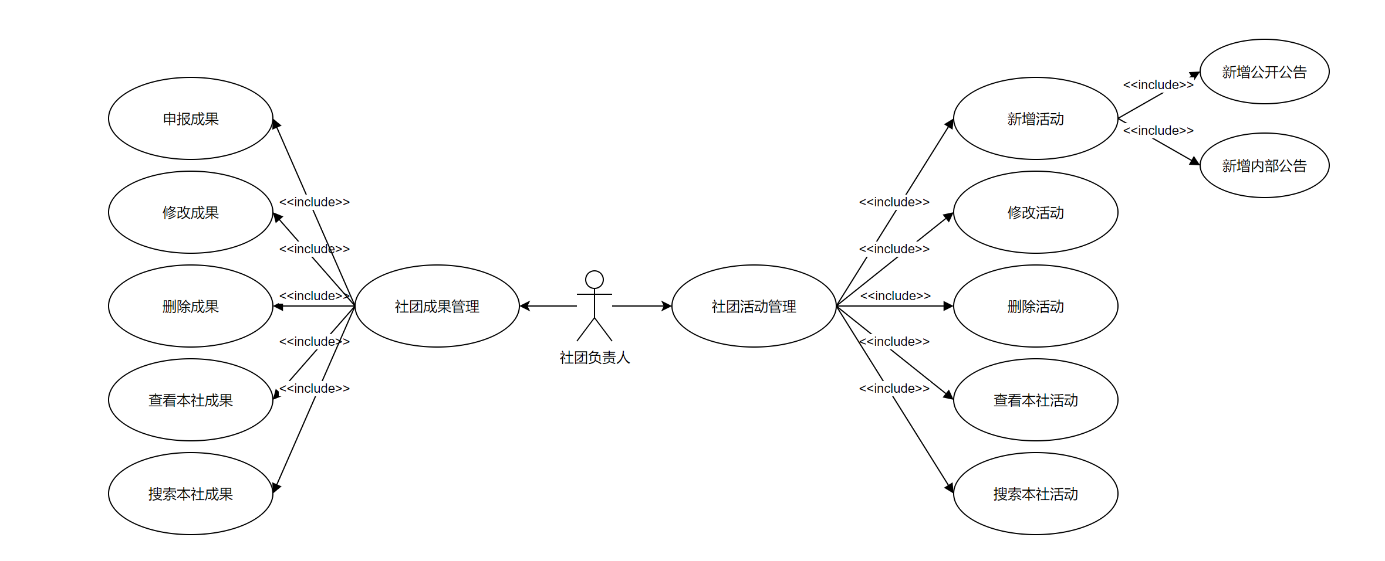 新增公开公告
<<include>>
申报成果
新增活动
<<include>>
新增内部公告
<<include>>
<<include>>
修改成果
修改活动
<<include>>
<<include>>
<<include>>
<<include>>
删除成果
社团成果管理
社团活动管理
删除活动
<<include>>
<<include>>
社团负责人
<<include>>
<<include>>
查看本社成果
查看本社活动
搜索本社成果
搜索本社活动